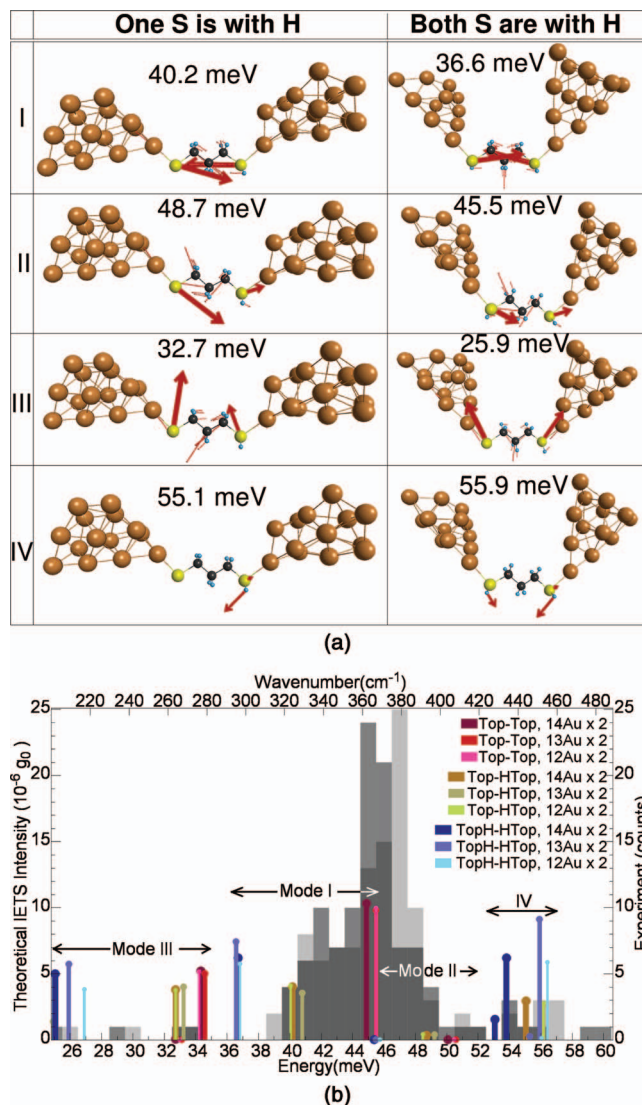 One S is with H Both S are with H
I 40.2 meV 36.6 meV
II 48.7 meV 45.5 meV
III 32.7 meV 25.9 meV
IV 55.1 meV 55.9 meV
(a)
Wavenumber(cm⁻¹)
220 240 260 280 300 320 340 360 380 400 420 440 460 480
Theoretical IETS Intensity (10⁻⁶ g₀)
25
20
15
10
5
0
Top-Top, 14Au x 2
Top-Top, 13Au x 2
Top-Top, 12Au x 2
Top-HTop, 14Au x 2
Top-HTop, 13Au x 2
Top-HTop, 12Au x 2
TopH-HTop, 14Au x 2
TopH-HTop, 13Au x 2
TopH-HTop, 12Au x 2
Mode I
IV
Mode III
Mode II
25
20
15
10
5
0
Experiment (counts)
26 28 30 32 34 36 38 40 42 44 46 48 50 52 54 56 58 60
Energy(meV)
(b)